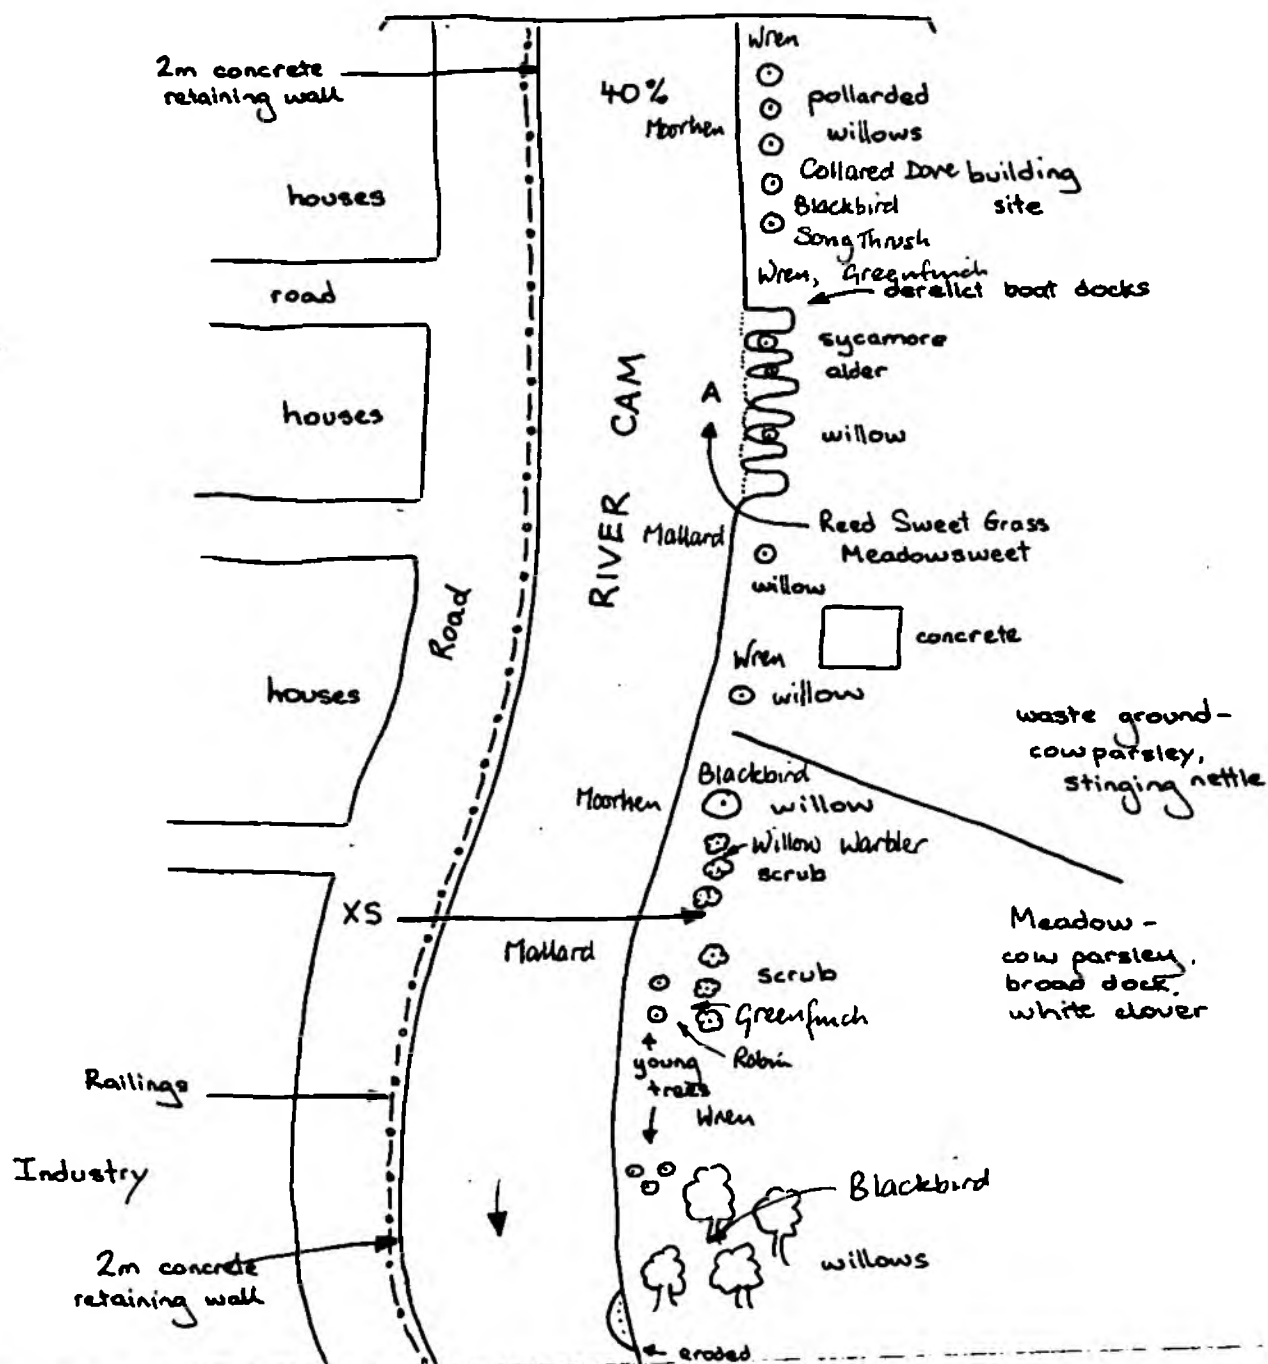 Wren
2m concrete
retaining wall
40%
pollarded
willows
Moorhen
Collared Dove
building
site
houses
Blackbird
Song Thrush
Wren, Greenfinch
derelict boat docks
road
sycamore
alder
A
houses
willow
RIVER CAM
Reed Sweet Grass
Meadowsweet
Mallard
willow
Road
concrete
Wren
willow
houses
waste ground-
cow parsley,
stinging nettle
Blackbird
Moorhen
willow
Willow Warbler
scrub
XS
Meadow-
cow parsley,
broad dock,
white clover
Mallard
scrub
Greenfinch
Robin
young
trees
Railings
Wren
Industry
Blackbird
2m concrete
retaining wall
willows
eroded